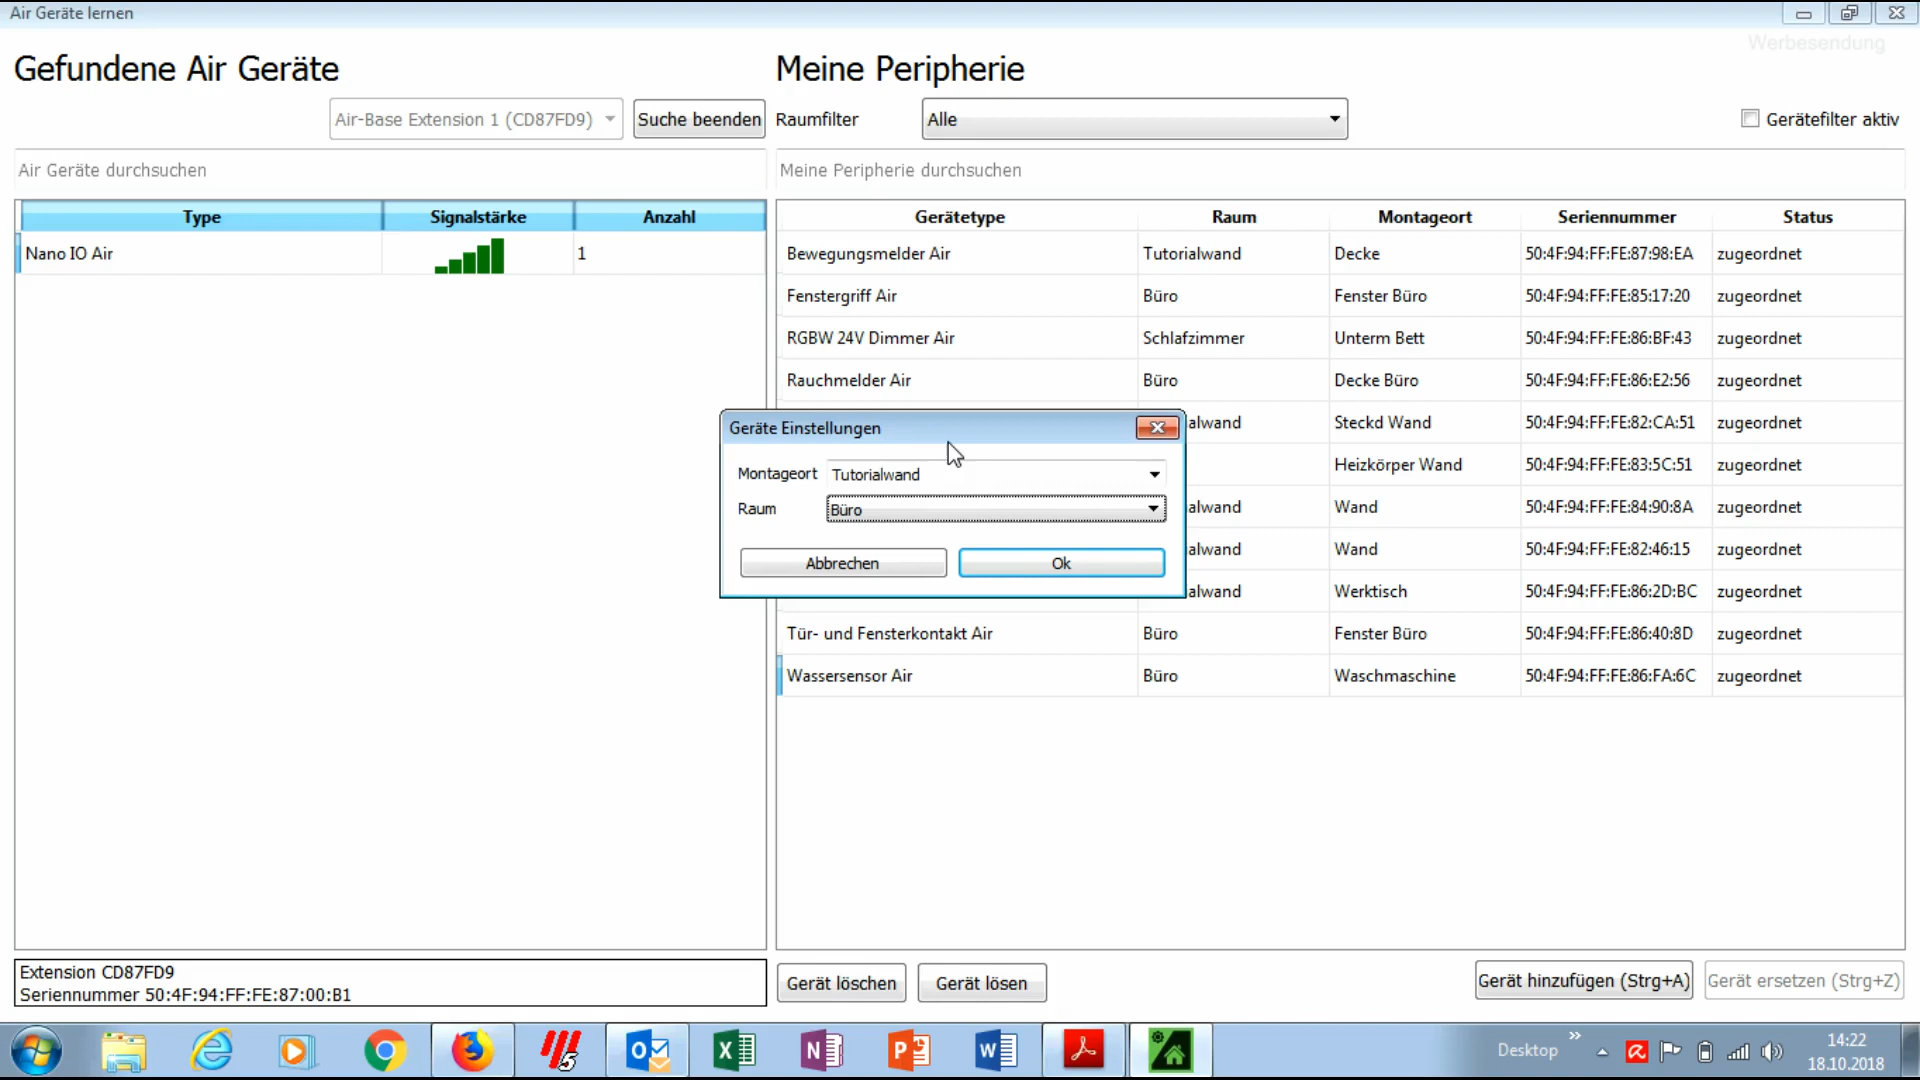 Air Geräte lernen
Werbesendung
Gefundene Air Geräte
Meine Peripherie
Air-Base Extension 1 (CD87FD9)
Suche beenden
Raumfilter
Alle
Gerätefilter aktiv
Air Geräte durchsuchen
Meine Peripherie durchsuchen
Type Signalstärke Anzahl
Gerätetype Raum Montageort Seriennummer Status
Nano IO Air 1
Bewegungsmelder Air Tutorialwand Decke 50:4F:94:FF:FE:87:98:EA zugeordnet
Fenstergriff Air Büro Fenster Büro 50:4F:94:FF:FE:85:17:20 zugeordnet
RGBW 24V Dimmer Air Schlafzimmer Unterm Bett 50:4F:94:FF:FE:86:BF:43 zugeordnet
Rauchmelder Air Büro Decke Büro 50:4F:94:FF:FE:86:E2:56 zugeordnet
alwand Steckd Wand 50:4F:94:FF:FE:82:CA:51 zugeordnet
Heizkörper Wand 50:4F:94:FF:FE:83:5C:51 zugeordnet
alwand Wand 50:4F:94:FF:FE:84:90:8A zugeordnet
alwand Wand 50:4F:94:FF:FE:82:46:15 zugeordnet
alwand Werktisch 50:4F:94:FF:FE:86:2D:BC zugeordnet
Tür- und Fensterkontakt Air Büro Fenster Büro 50:4F:94:FF:FE:86:40:8D zugeordnet
Wassersensor Air Büro Waschmaschine 50:4F:94:FF:FE:86:FA:6C zugeordnet
Geräte Einstellungen
Montageort Tutorialwand
Raum Büro
Abbrechen Ok
Extension CD87FD9
Seriennummer 50:4F:94:FF:FE:87:00:B1
Gerät löschen
Gerät lösen
Gerät hinzufügen (Strg+A)
Gerät ersetzen (Strg+Z)
Desktop
14:22
18.10.2018